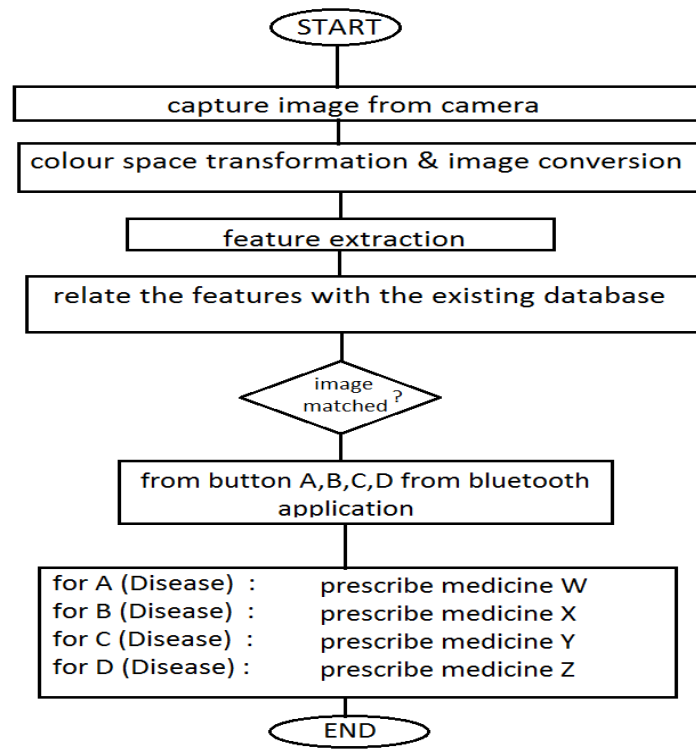 START
capture image from camera
colour space transformation & image conversion
feature extraction
relate the features with the existing database
image
matched ?
from button A,B,C,D from bluetooth
application
for A (Disease) : prescribe medicine W
for B (Disease) : prescribe medicine X
for C (Disease) : prescribe medicine Y
for D (Disease) : prescribe medicine Z
END